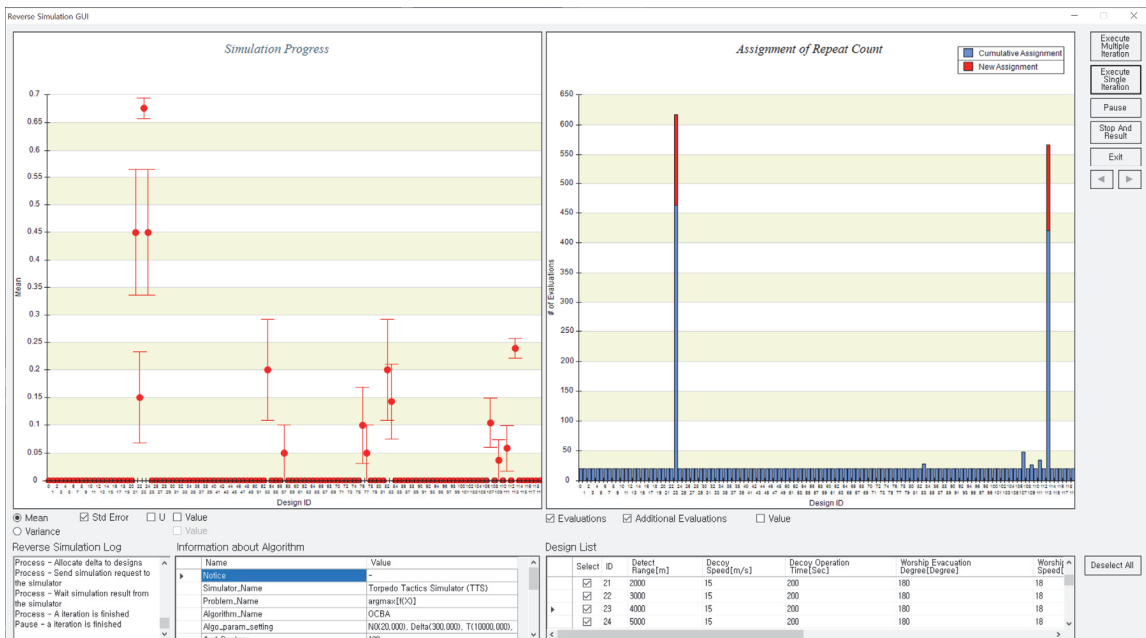 Reverse Simulation GUI
Simulation Progress
0.7
0.65
0.6
0.55
0.5
0.45
0.4
0.35
0.3
0.25
0.2
0.15
0.1
0.05
0
Mean
Design ID
Assignment of Repeat Count
Cumulative Assignment
New Assignment
650
600
550
500
450
400
350
300
250
200
150
100
50
0
# of Evaluations
Design ID
Execute Multiple Iteration
Execute Single Iteration
Pause
Stop And Result
Exit
Mean
Std Error
U
Value
Variance
Value
Evaluations
Additional Evaluations
Value
Reverse Simulation Log
Process - Allocate delta to designs
Process - Send simulation request to
the simulator
Process - Wait simulation result from
the simulator
Process - A iteration is finished
Pause - a iteration is finished
Information about Algorithm
Name Value
Notice -
Simulator_Name Torpedo Tactics Simulator (TTS)
Problem_Name argmax[f(X)]
Algorithm_Name OCBA
Algo_param_setting N0(20,000), Delta(300,000), T(10000,000),
Design List
Select ID Detect Range[m] Decoy Speed[m/s] Decoy Operation Time[Sec] Worship Evacuation Degree[Degree] Worship Speed[
21 2000 15 200 180 18
22 3000 15 200 180 18
23 4000 15 200 180 18
24 5000 15 200 180 18
Deselect All